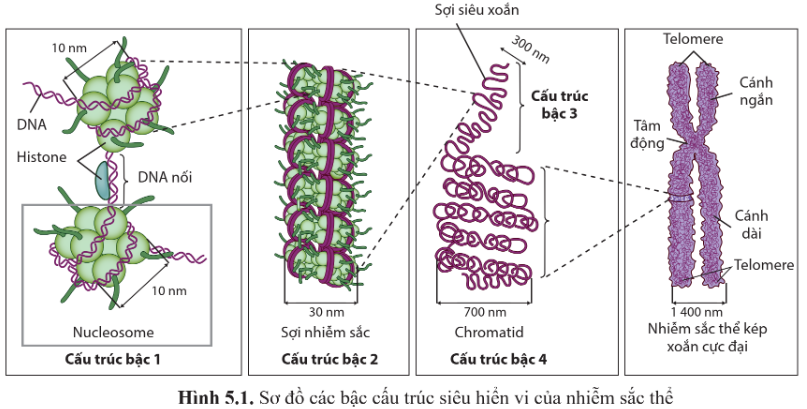 10 nm
DNA
Histone
DNA nối
10 nm
Nucleosome
Cấu trúc bậc 1
30 nm
Sợi nhiễm sắc
Cấu trúc bậc 2
Sợi siêu xoắn
300 nm
Cấu trúc
bậc 3
700 nm
Chromatid
Cấu trúc bậc 4
Telomere
Cánh
ngắn
Tâm
động
Cánh
dài
Telomere
1 400 nm
Nhiễm sắc thể kép
xoắn cực đại
Hình 5.1. Sơ đồ các bậc cấu trúc siêu hiển vi của nhiễm sắc thể